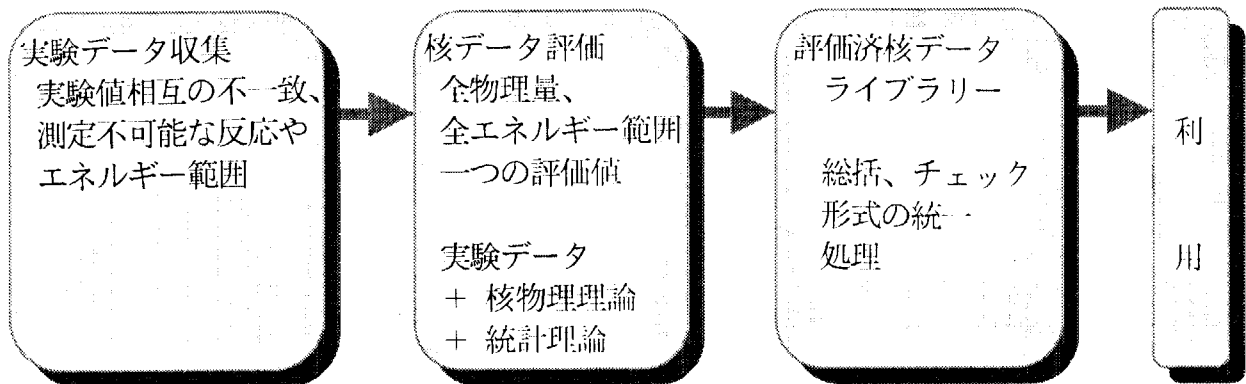 実験データ収集
実験値相互の不一致、
測定不可能な反応や
エネルギー範囲
核データ評価
全物理量、
全エネルギー範囲
一つの評価値
実験データ
+ 核物理理論
+ 統計理論
評価済核データ
ライブラリー
総括、チェック
形式の統一
処理
利
用